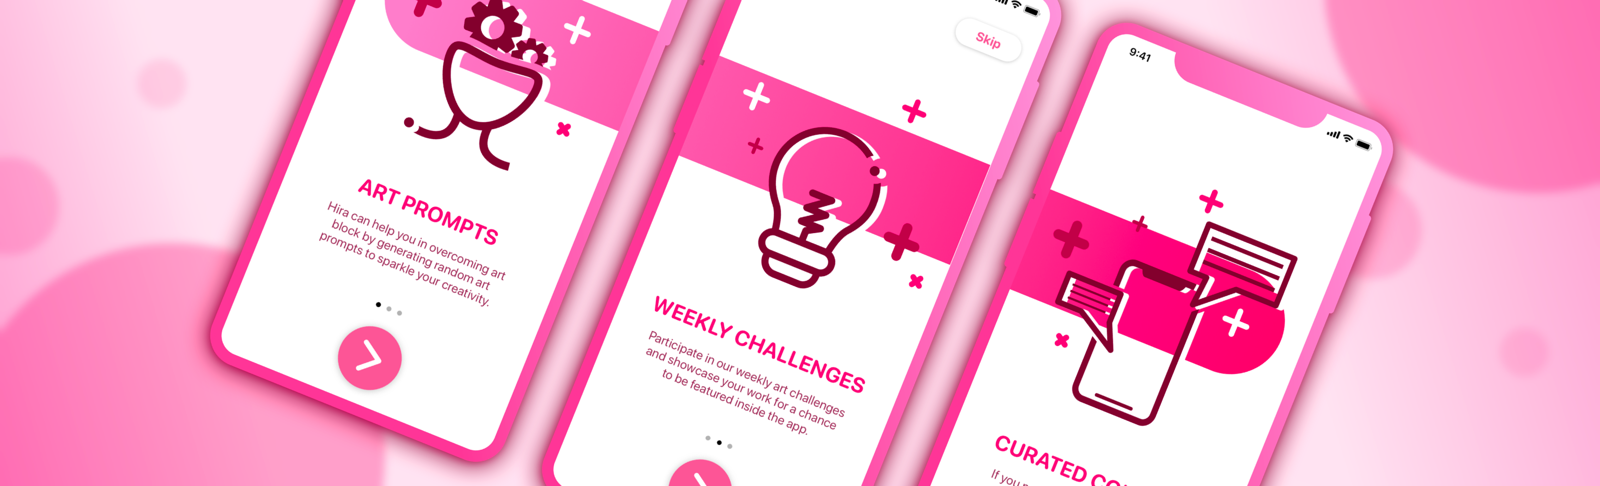 ART PROMPTS
Hira can help you in overcoming art
block by generating random art
prompts to sparkle your creativity.
Skip
WEEKLY CHALLENGES
Participate in our weekly art challenges
and showcase your work for a chance
to be featured inside the app.
9:41
CURATED
If you